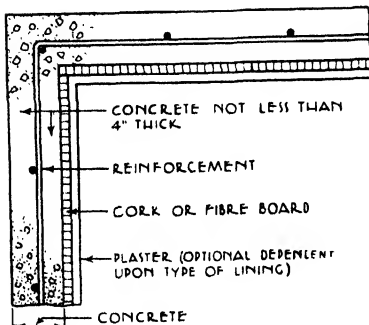 CONCRETE NOT LESS THAN
4" THICK
REINFORCEMENT
CORK OR FIBRE BOARD
PLASTER (OPTIONAL DEPENDENT
UPON TYPE OF LINING)
CONCRETE